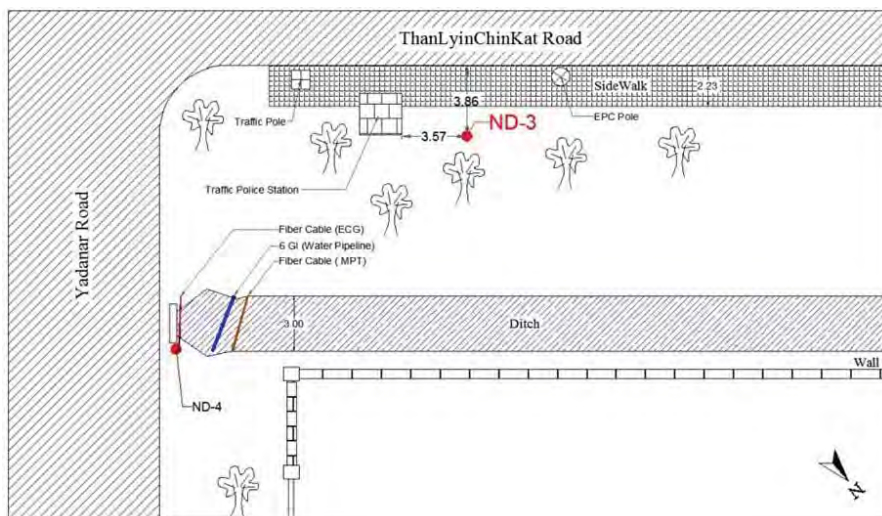 ThanLyinChinKat Road
SideWalk
2.23
3.86
Traffic Pole
ND-3
EPC Pole
3.57
Traffic Police Station
Yadanar Road
Fiber Cable (ECG)
6 GI (Water Pipeline)
Fiber Cable ( MPT)
3.00
Ditch
Wall
ND-4
N